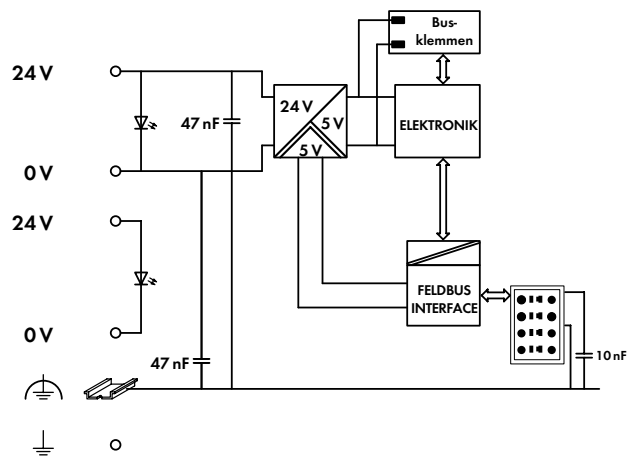 Bus-
klemmen
24 V
24 V
47 nF
5 V
ELEKTRONIK
5 V
0 V
24 V
FELDBUS
INTERFACE
0 V
47 nF
10 nF